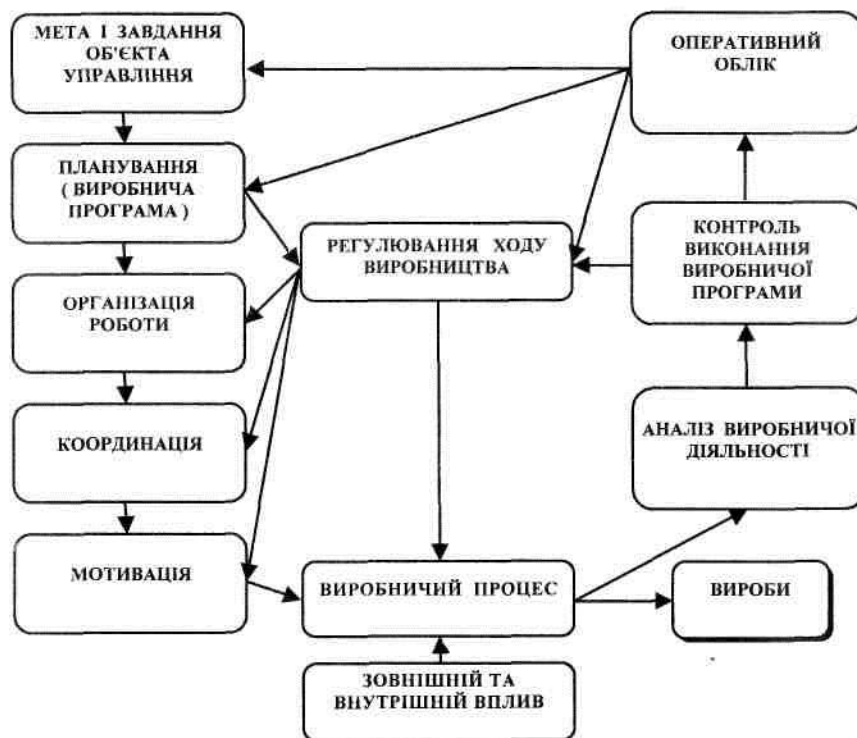 МЕТА І ЗАВДАННЯ
ОБ'ЄКТА
УПРАВЛІННЯ
ОПЕРАТИВНИЙ
ОБЛІК
ПЛАНУВАННЯ
( ВИРОБНИЧА
ПРОГРАМА )
РЕГУЛЮВАННЯ ХОДУ
ВИРОБНИЦТВА
КОНТРОЛЬ
ВИКОНАННЯ
ВИРОБНИЧОЇ
ПРОГРАМИ
ОРГАНІЗАЦІЯ
РОБОТИ
КООРДИНАЦІЯ
АНАЛІЗ ВИРОБНИЧОЇ
ДІЯЛЬНОСТІ
МОТИВАЦІЯ
ВИРОБНИЧИЙ ПРОЦЕС
ВИРОБИ
ЗОВНІШНІЙ ТА
ВНУТРІШНІЙ ВПЛИВ